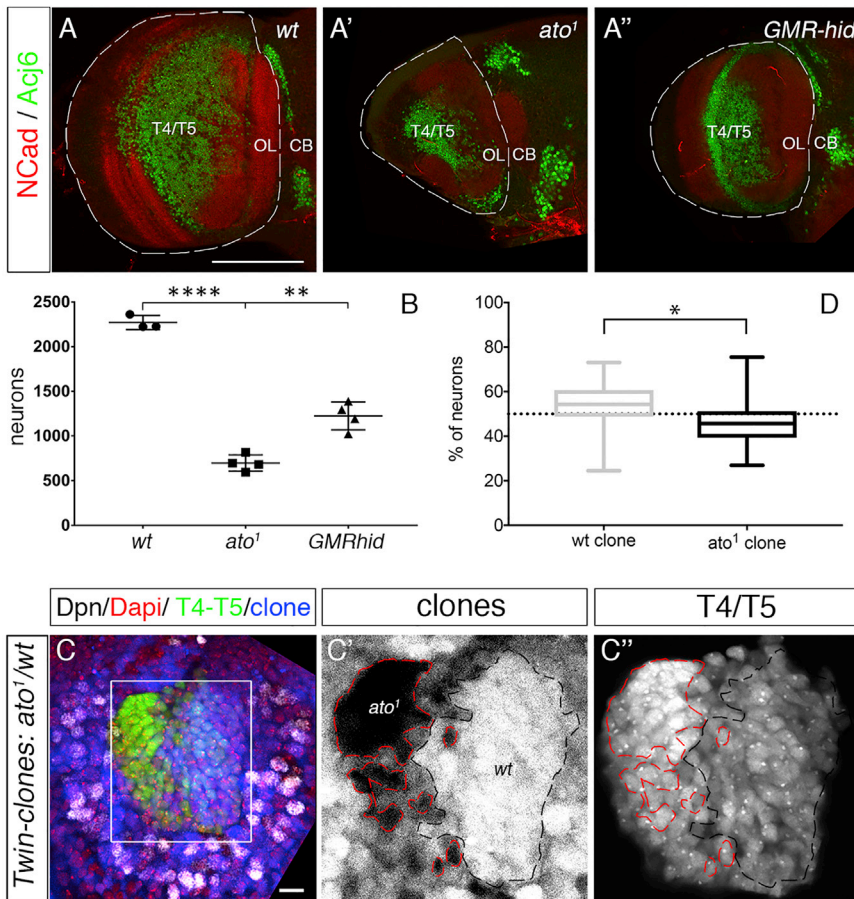 A
wt
A'
ato¹
A''
GMR-hid
NCad / Acj6
T4/T5
OL
CB
T4/T5
OL
CB
T4/T5
OL
CB
B
****
**
neurons
2500
2000
1500
1000
500
0
wt
ato¹
GMRhid
D
*
% of neurons
100
80
60
40
20
0
wt clone
ato¹ clone
Dpn/Dapi/ T4-T5/clone
clones
T4/T5
Twin-clones: ato¹/wt
C
C'
ato¹
wt
C''